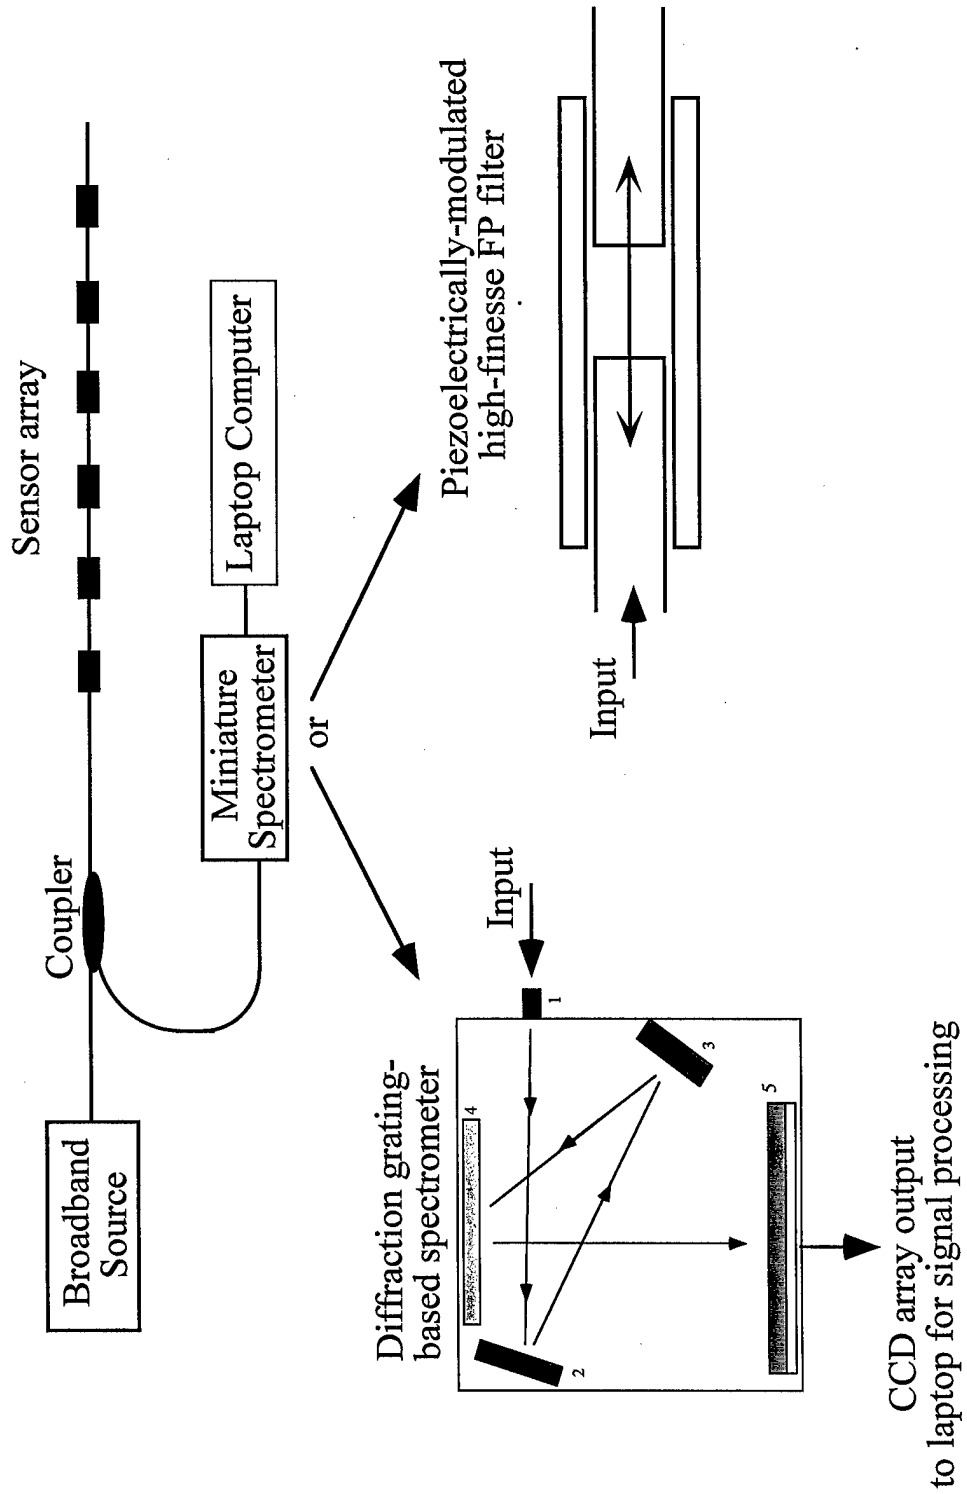 Sensor array
Coupler
Broadband
Source
Miniature
Spectrometer
Laptop Computer
or
Diffraction grating-
based spectrometer
Input
1
2
3
4
5
CCD array output
to laptop for signal processing
Piezoelectrically-modulated
high-finesse FP filter
Input